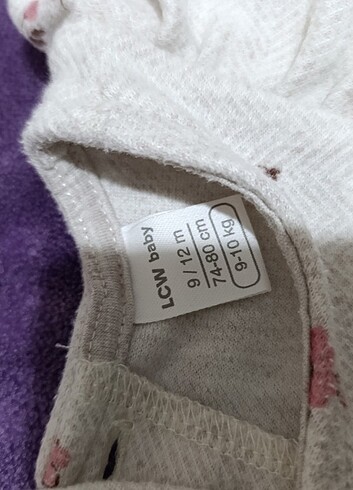 LCW baby
9 / 12 m
74-80 cm
9-10 kg